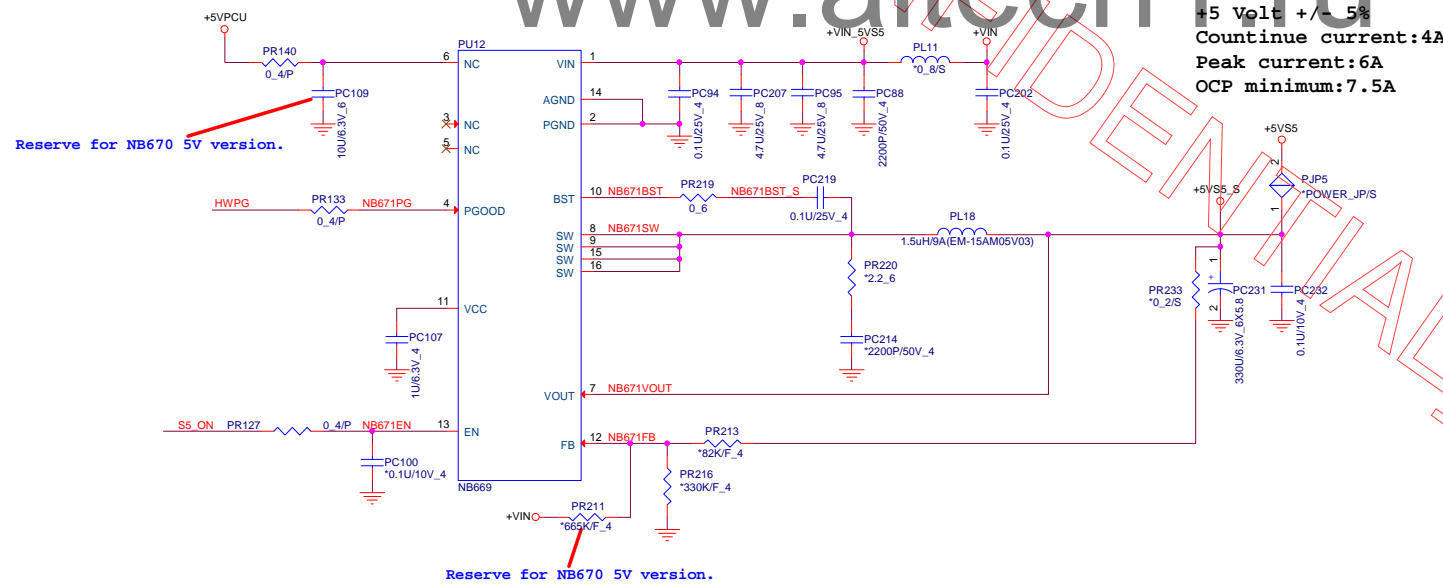 www.aitech1.ru
+5 Volt +/- 5%
Countinue current:4A
Peak current:6A
OCP minimum:7.5A
+5VPCU
PR140
0_4/P
PC109
10U/6.3V_6
Reserve for NB670 5V version.
PU12
6 NC
3 NC
5 NC
HWPG
PR133
0_4/P
NB671PG
4 PGOOD
11 VCC
PC107
1U/6.3V_4
S5_ON PR127 0_4/P NB671EN
13 EN
PC100
*0.1U/10V_4
NB669
VIN 1
AGND 14
PGND 2
BST 10 NB671BST
SW 8 NB671SW
SW 9
SW 15
SW 16
VOUT 7 NB671VOUT
FB 12 NB671FB
+VIN_5VS5
PL11
*0_8/S
+VIN
PC94
0.1U/25V_4
PC207
4.7U/25V_8
PC95
4.7U/25V_8
PC88
2200P/50V_4
PC202
0.1U/25V_4
PR219
0_6
NB671BST_S
PC219
0.1U/25V_4
PL18
1.5uH/9A(EM-15AM05V03)
PR220
*2.2_6
PC214
*2200P/50V_4
+5VS5
2
PJP5
*POWER_JP/S
1
+5VS5_S
PR233
*0_2/S
+
1
PC231
2
330U/6.3V_6X5.8
PC232
0.1U/10V_4
PR213
*82K/F_4
PR216
*330K/F_4
+VIN
PR211
*665K/F_4
Reserve for NB670 5V version.